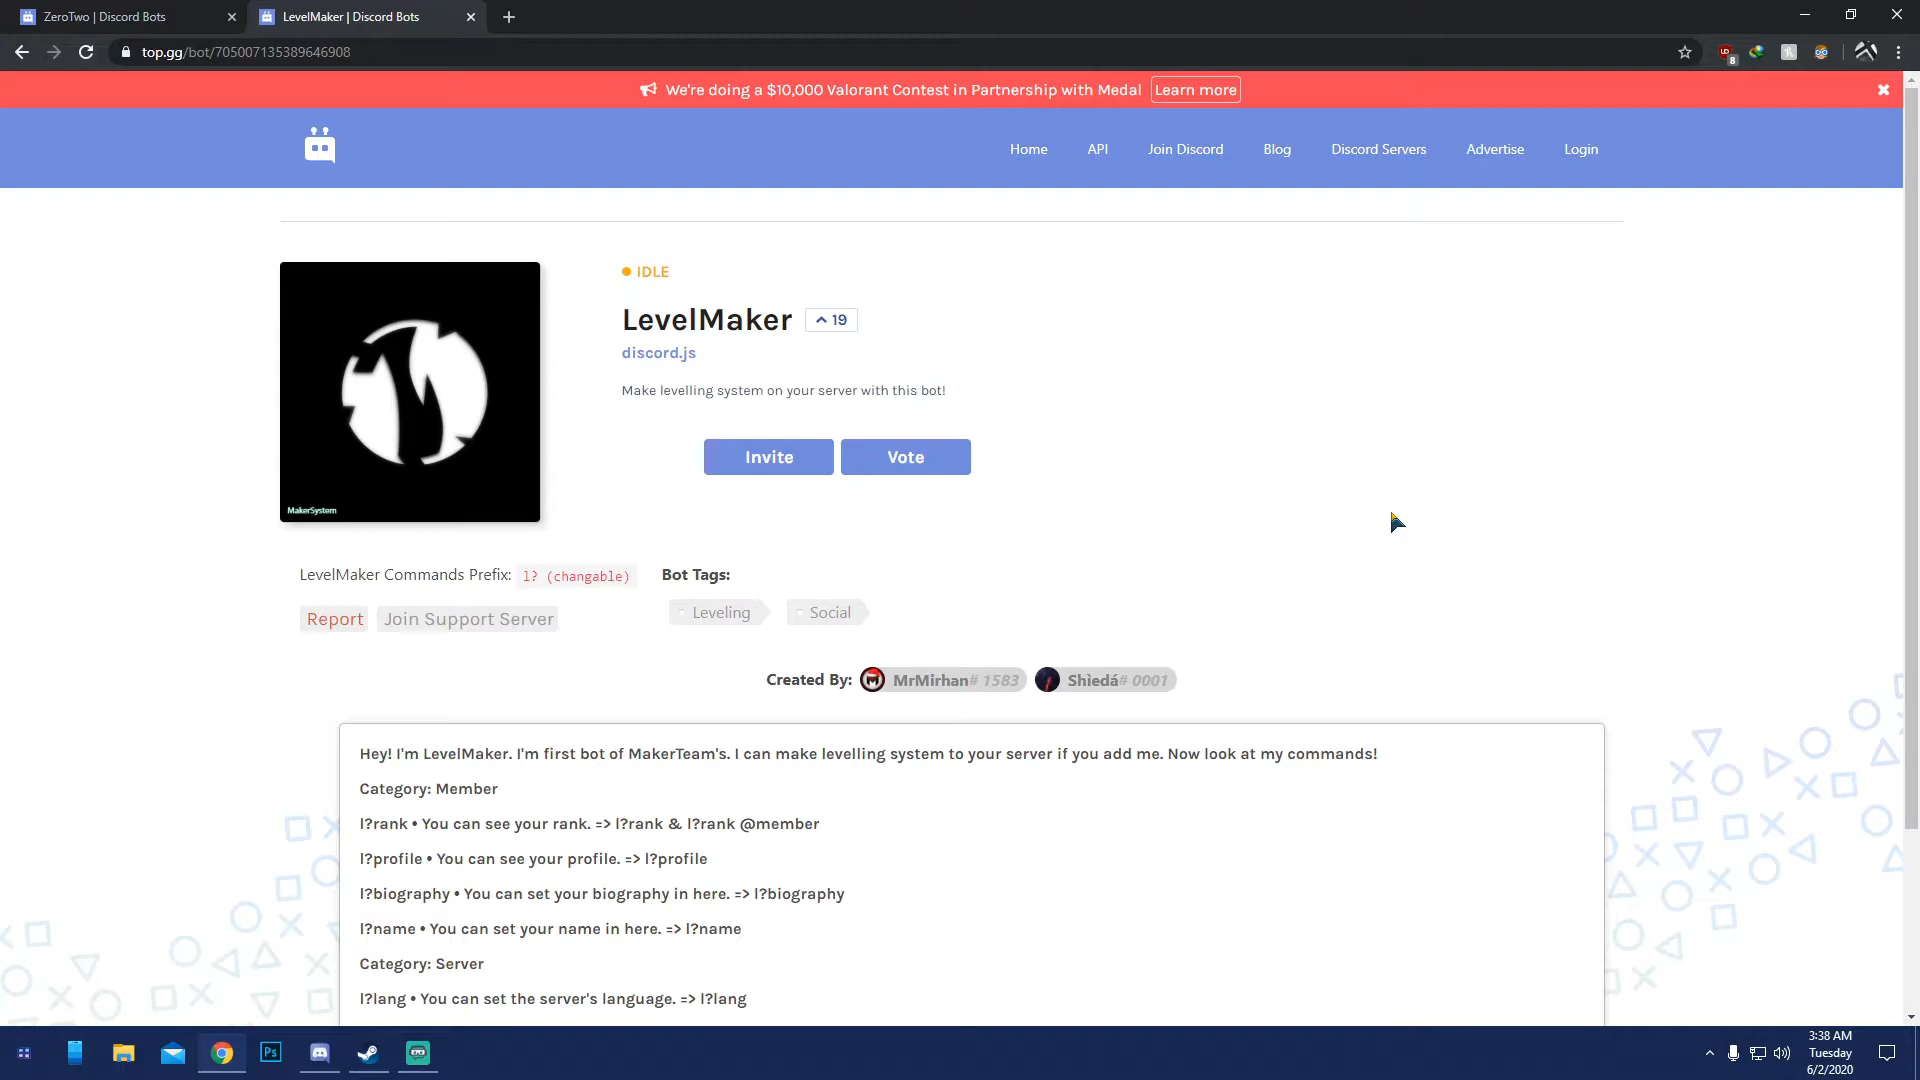 ZeroTwo | Discord Bots
LevelMaker | Discord Bots
top.gg/bot/705007135389646908
8
We're doing a $10,000 Valorant Contest in Partnership with Medal Learn more
Home API Join Discord Blog Discord Servers Advertise Login
IDLE
LevelMaker 19
discord.js
Make levelling system on your server with this bot!
Invite Vote
MakerSystem
LevelMaker Commands Prefix: l? (changable)
Bot Tags:
Report Join Support Server
Leveling Social
Created By: MrMirhan# 1583 Shìedá# 0001
Hey! I'm LevelMaker. I'm first bot of MakerTeam's. I can make levelling system to your server if you add me. Now look at my commands!
Category: Member
l?rank • You can see your rank. => l?rank & l?rank @member
l?profile • You can see your profile. => l?profile
l?biography • You can set your biography in here. => l?biography
l?name • You can set your name in here. => l?name
Category: Server
l?lang • You can set the server's language. => l?lang
Ps
3:38 AM
Tuesday
6/2/2020